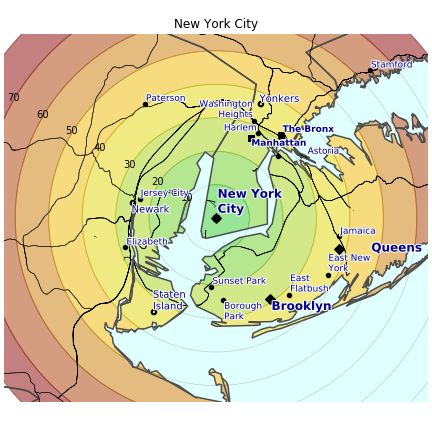 New York City
Stamford
70
Paterson
Washington
Heights
Yonkers
60
50
Harlem
The Bronx
Manhattan
40
Astoria
30
20
10
Jersey City
New York
City
Newark
Jamaica
Elizabeth
Queens
East New
York
Sunset Park
East
Flatbush
Staten
Island
Borough
Park
Brooklyn